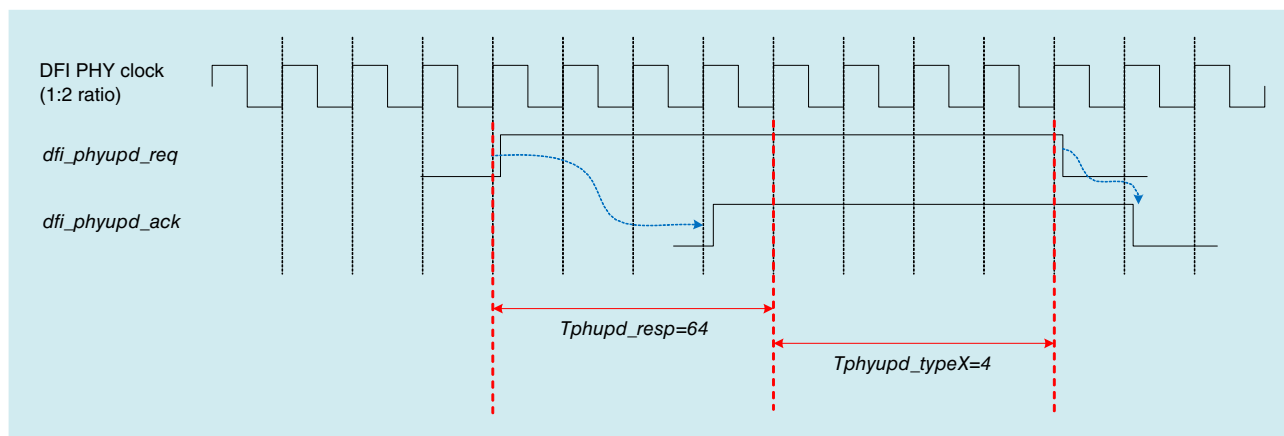 DFI PHY clock
(1:2 ratio)
dfi_phyupd_req
dfi_phyupd_ack
Tphupd_resp=64
Tphyupd_typeX=4